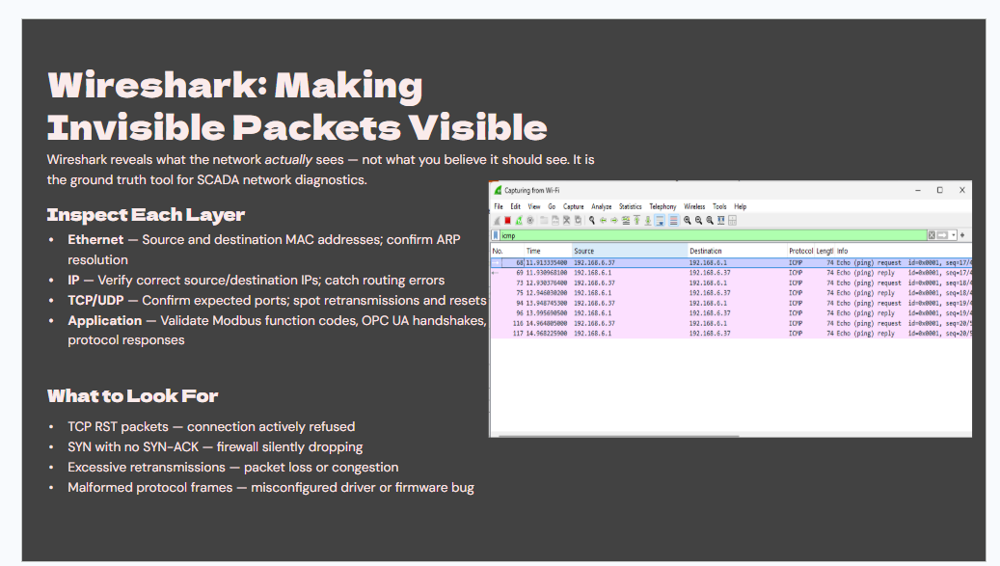 Wireshark: Making
Invisible Packets Visible
Wireshark reveals what the network actually sees — not what you believe it should see. It is
the ground truth tool for SCADA network diagnostics.
Inspect Each Layer
• Ethernet — Source and destination MAC addresses; confirm ARP
resolution
• IP — Verify correct source/destination IPs; catch routing errors
• TCP/UDP — Confirm expected ports; spot retransmissions and resets
• Application — Validate Modbus function codes, OPC UA handshakes,
protocol responses
What to Look For
• TCP RST packets — connection actively refused
• SYN with no SYN-ACK — firewall silently dropping
• Excessive retransmissions — packet loss or congestion
• Malformed protocol frames — misconfigured driver or firmware bug
Capturing from Wi-Fi
File Edit View Go Capture Analyze Statistics Telephony Wireless Tools Help
icmp
No. Time Source Destination Protocol Lengtl Info
68 11.913335400 192.168.6.37 192.168.6.1 ICMP 74 Echo (ping) request id=0x0001, seq=17/4
69 11.930968100 192.168.6.1 192.168.6.37 ICMP 74 Echo (ping) reply id=0x0001, seq=17/4
73 12.930376400 192.168.6.37 192.168.6.1 ICMP 74 Echo (ping) request id=0x0001, seq=18/4
75 12.946030200 192.168.6.1 192.168.6.37 ICMP 74 Echo (ping) reply id=0x0001, seq=18/4
94 13.948745300 192.168.6.37 192.168.6.1 ICMP 74 Echo (ping) request id=0x0001, seq=19/4
96 13.995690500 192.168.6.1 192.168.6.37 ICMP 74 Echo (ping) reply id=0x0001, seq=19/4
116 14.964805000 192.168.6.37 192.168.6.1 ICMP 74 Echo (ping) request id=0x0001, seq=20/5
117 14.968225900 192.168.6.1 192.168.6.37 ICMP 74 Echo (ping) reply id=0x0001, seq=20/5